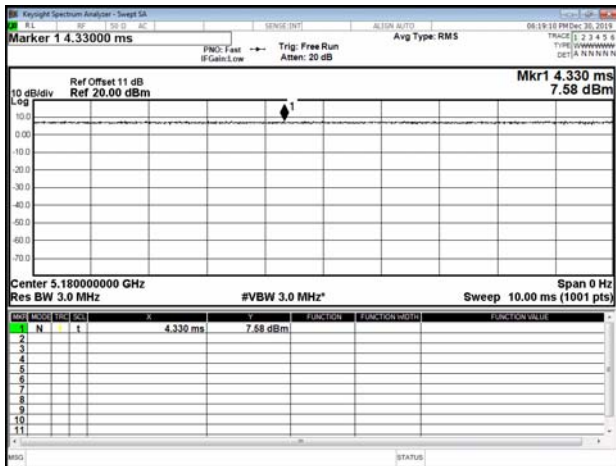 Keysight Spectrum Analyzer - Swept SA
RL RF 50 Ω AC SENSE:INT ALIGN AUTO 06:19:10 PM Dec 30, 2019
Marker 1 4.33000 ms
PNO: Fast Trig: Free Run Avg Type: RMS TRACE 1 2 3 4 5 6
IFGain:Low Atten: 20 dB TYPE WWWWWW
DET A N N N N N
Mkr1 4.330 ms
7.58 dBm
Ref Offset 11 dB
10 dB/div Ref 20.00 dBm
Log
1
10.0
0.00
-10.0
-20.0
-30.0
-40.0
-50.0
-60.0
-70.0
Center 5.180000000 GHz Span 0 Hz
Res BW 3.0 MHz #VBW 3.0 MHz* Sweep 10.00 ms (1001 pts)
MKR MODE TRC SCL X Y FUNCTION FUNCTION WIDTH FUNCTION VALUE
1 N 1 t 4.330 ms 7.58 dBm
2
3
4
5
6
7
8
9
10
11
MSG STATUS